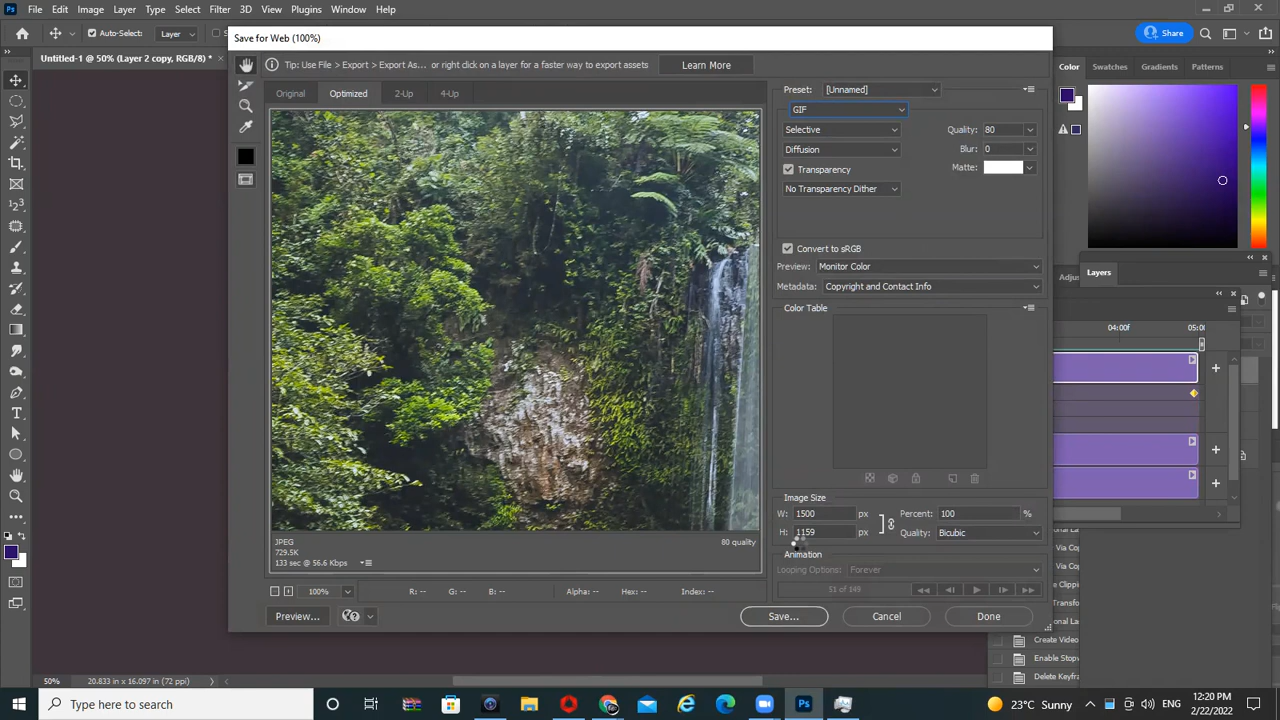 Ps File Edit Image Layer Type Select Filter 3D View Plugins Window Help
Auto-Select: Layer Share
Untitled-1 @ 50% (Layer 2 copy, RGB/8) * ×
Save for Web (100%)
Tip: Use File > Export > Export As... or right click on a layer for a faster way to export assets Learn More
Original Optimized 2-Up 4-Up
Preset: [Unnamed]
GIF
Selective Quality: 80
Diffusion Blur: 0
Transparency Matte:
No Transparency Dither
Convert to sRGB
Preview: Monitor Color
Metadata: Copyright and Contact Info
Color Table
Image Size
W: 1500 px Percent: 100 %
H: 1159 px Quality: Bicubic
Animation
Looping Options: Forever
51 of 149
JPEG 80 quality
729.5K
133 sec @ 56.6 Kbps
100% R: -- G: -- B: -- Alpha: -- Hex: -- Index: --
Preview... Save... Cancel Done
Color Swatches Gradients Patterns
Layers
04:00f
Create Video
Enable Stop
Delete Keyfra
50% 20.833 in x 16.097 in (72 ppi)
Type here to search
23°C Sunny ENG
12:20 PM
2/22/2022